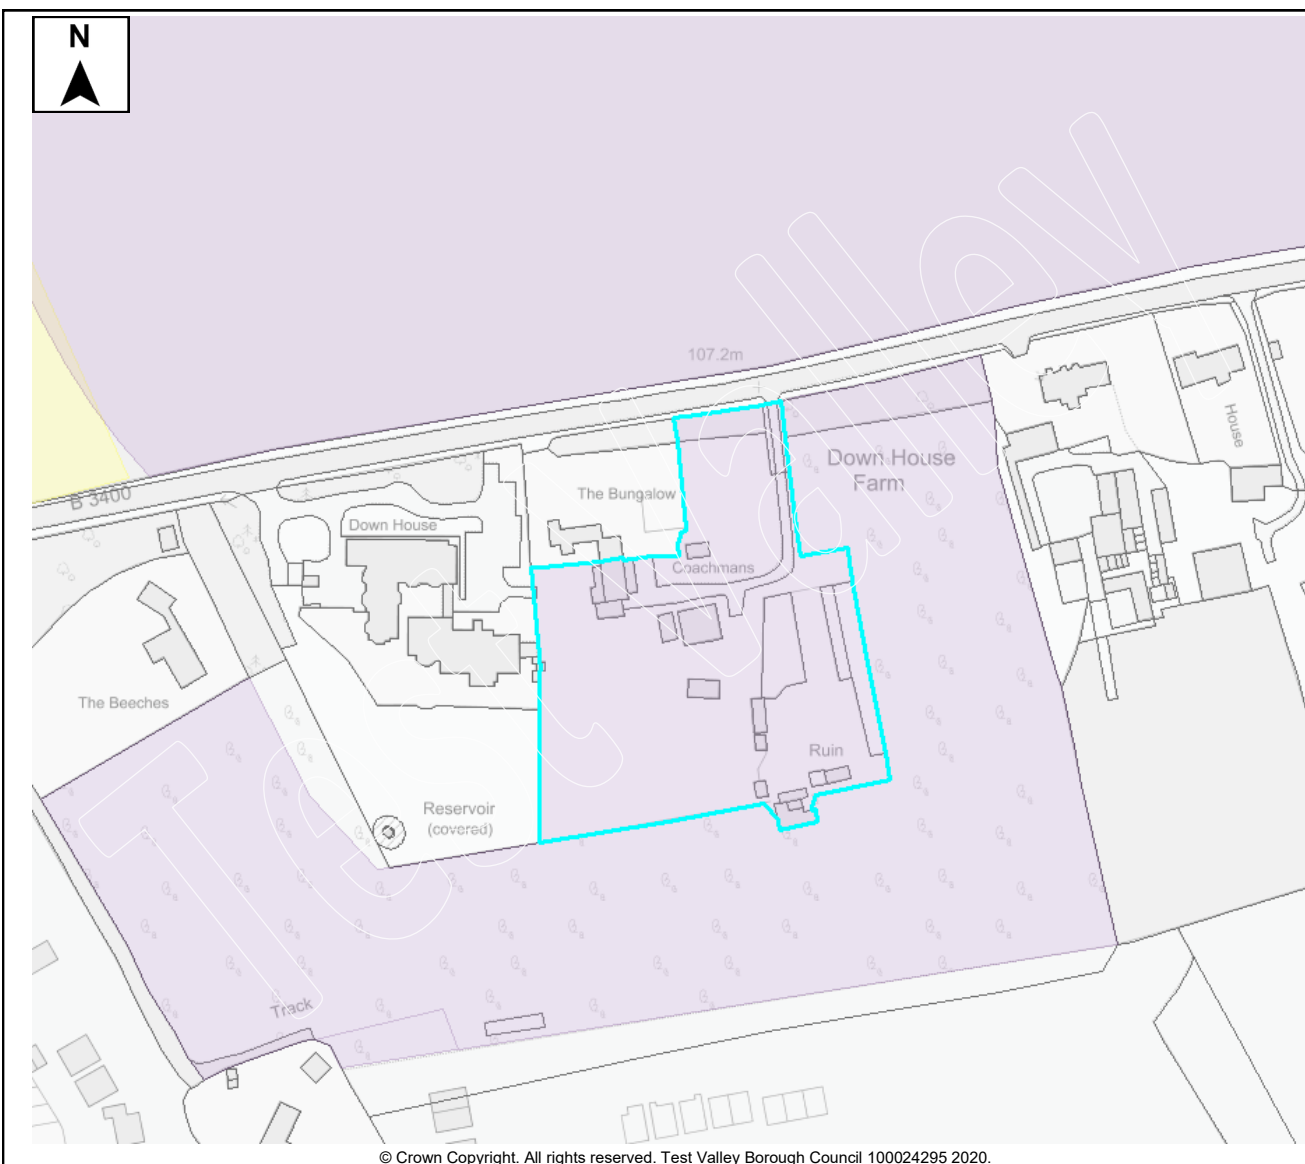 N
107.2m
House
Down House
Farm
B 3400
The Bungalow
Down House
Coachmans
The Beeches
Ruin
Reservoir
(covered)
Track
Test Valley
© Crown Copyright. All rights reserved. Test Valley Borough Council 100024295 2020.